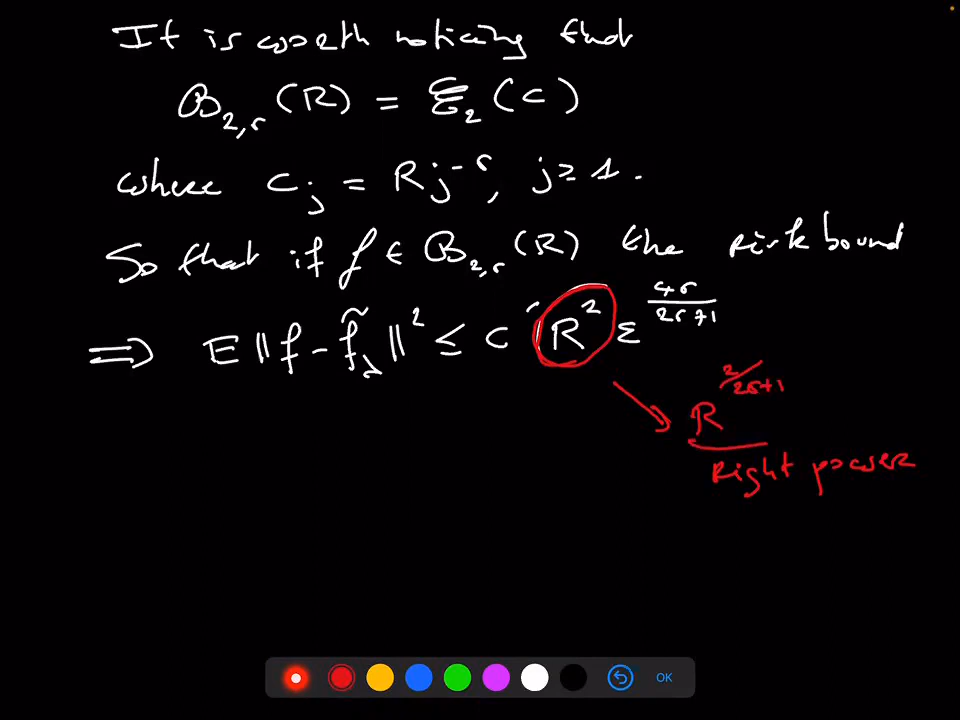 It is worth noticing that
B_{2,r}(R) = E_2(C)
where C_j = R j^{-r}, j ≥ 1.
So that if f ∈ B_{2,r}(R) the risk bound
⟹ E ‖f − f̃_λ‖² ≤ C R² ε^{4r/(2r+1)}
R^{2/(2r+1)}
Right power
OK